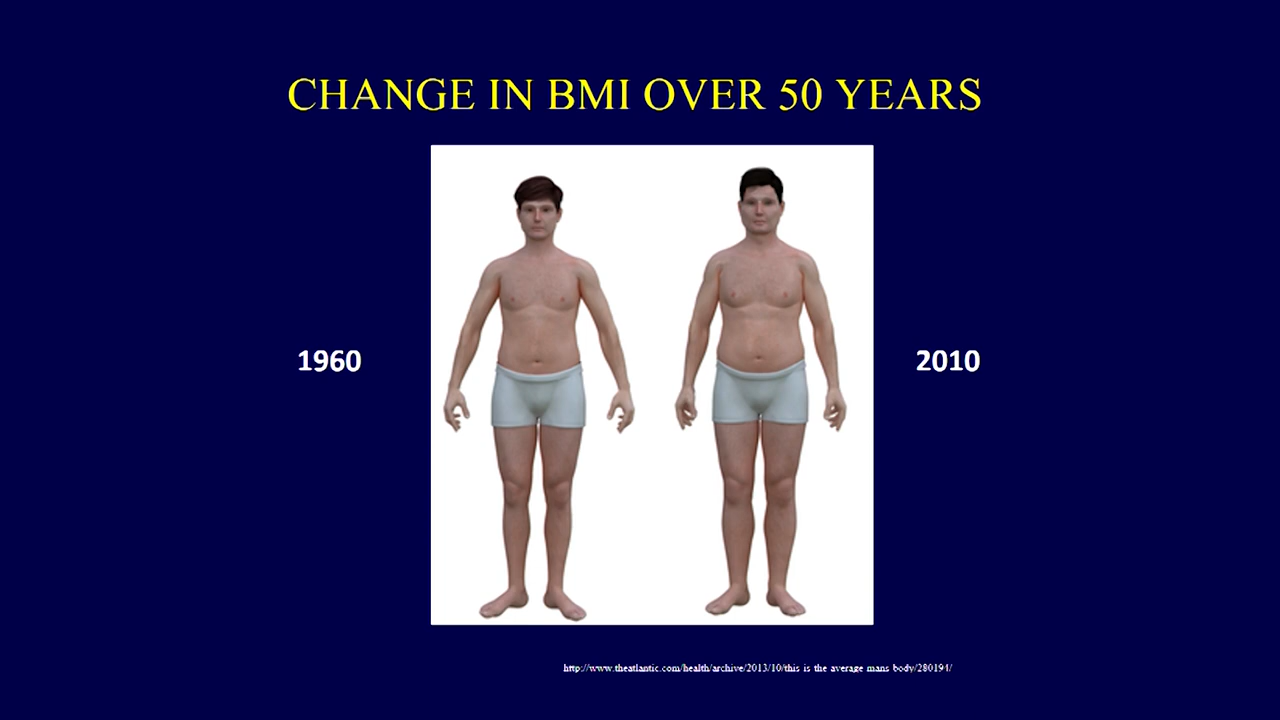 CHANGE IN BMI OVER 50 YEARS
1960
2010
http://www.theatlantic.com/health/archive/2013/10/this is the average mans body/280194/